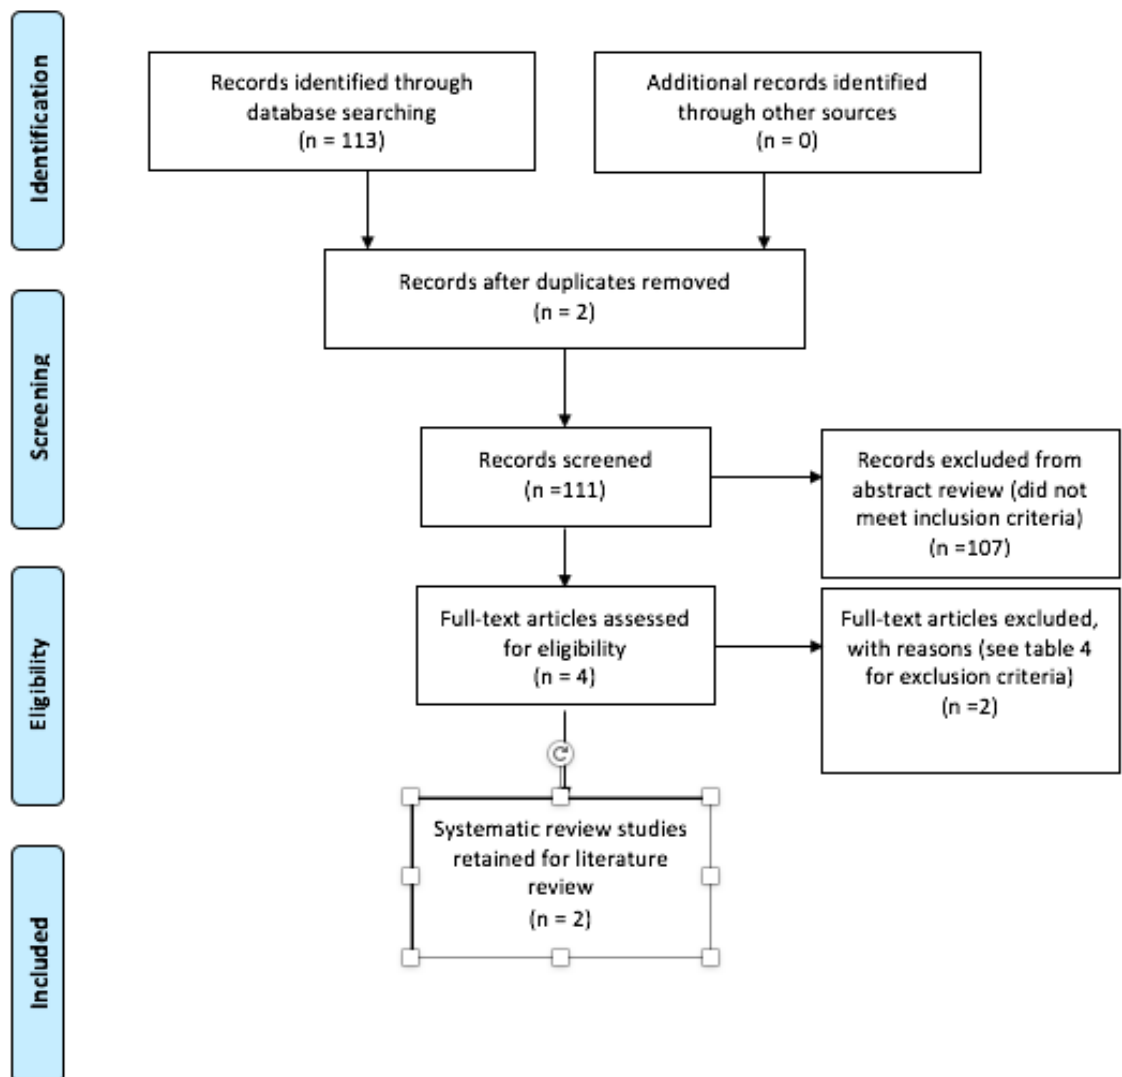 Identification
Records identified through
database searching
(n = 113)
Additional records identified
through other sources
(n = 0)
Records after duplicates removed
(n = 2)
Screening
Records screened
(n =111)
Records excluded from
abstract review (did not
meet inclusion criteria)
(n =107)
Eligibility
Full-text articles assessed
for eligibility
(n = 4)
Full-text articles excluded,
with reasons (see table 4
for exclusion criteria)
(n =2)
Included
Systematic review studies
retained for literature
review
(n = 2)